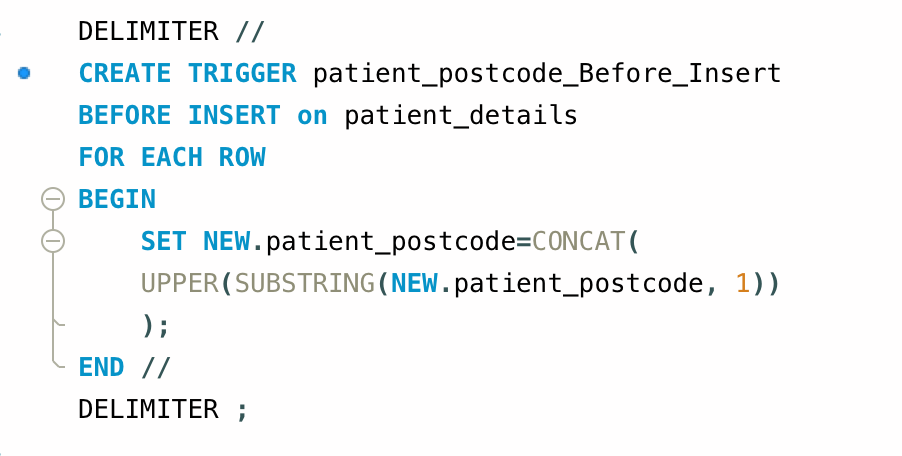 DELIMITER //
CREATE TRIGGER patient_postcode_Before_Insert
BEFORE INSERT on patient_details
FOR EACH ROW
BEGIN
SET NEW.patient_postcode=CONCAT(
UPPER(SUBSTRING(NEW.patient_postcode, 1))
);
END //
DELIMITER ;